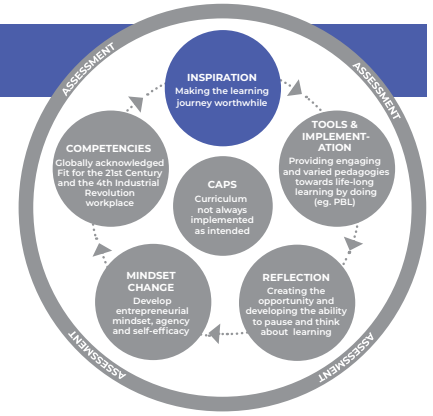 ASSESSMENT
ASSESSMENT
INSPIRATION
Making the learning
journey worthwhile
COMPETENCIES
Globally acknowledged
Fit for the 21st Century
and the 4th Industrial
Revolution
workplace
TOOLS &
IMPLEMENT-
ATION
Providing engaging
and varied pedagogies
towards life-long
learning by doing
(eg. PBL)
CAPS
Curriculum
not always
implemented
as intended
MINDSET
CHANGE
Develop
entrepreneurial
mindset, agency
and self-efficacy
REFLECTION
Creating the
opportunity and
developing the ability
to pause and think
about learning
ASSESSMENT
ASSESSMENT